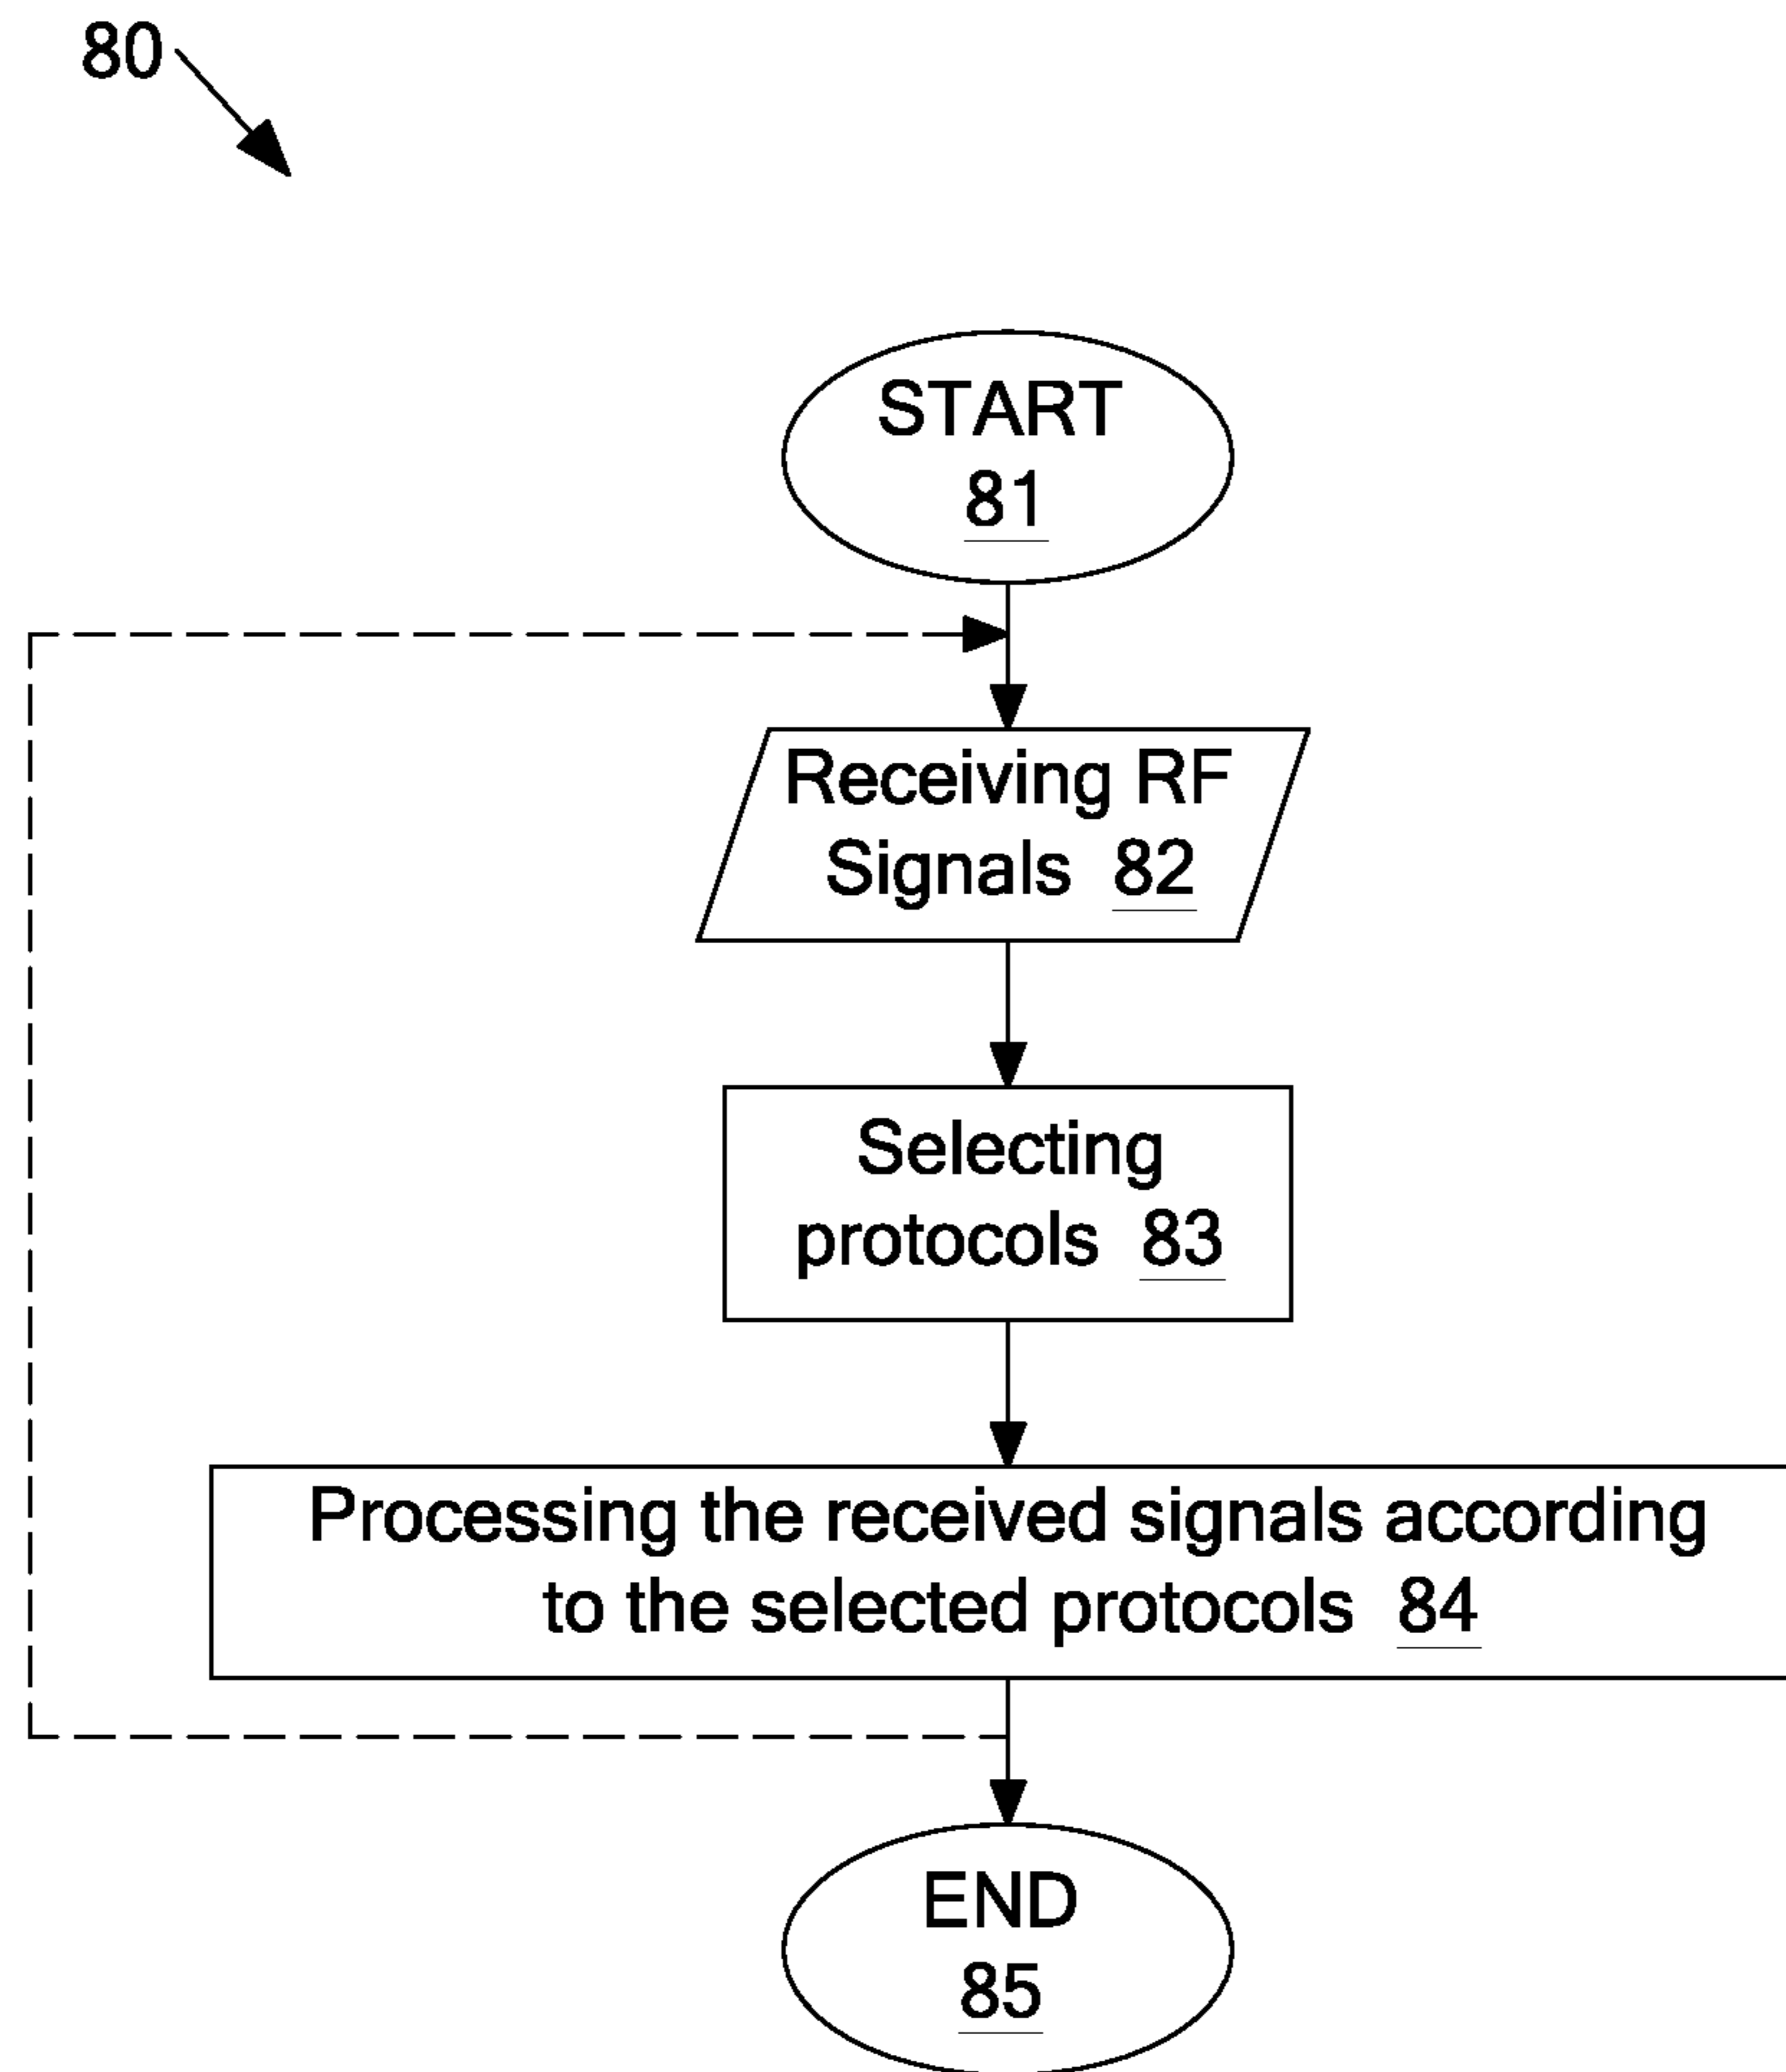 80
START
81
Receiving RF
Signals 82
Selecting
protocols 83
Processing the received signals according
to the selected protocols 84
END
85